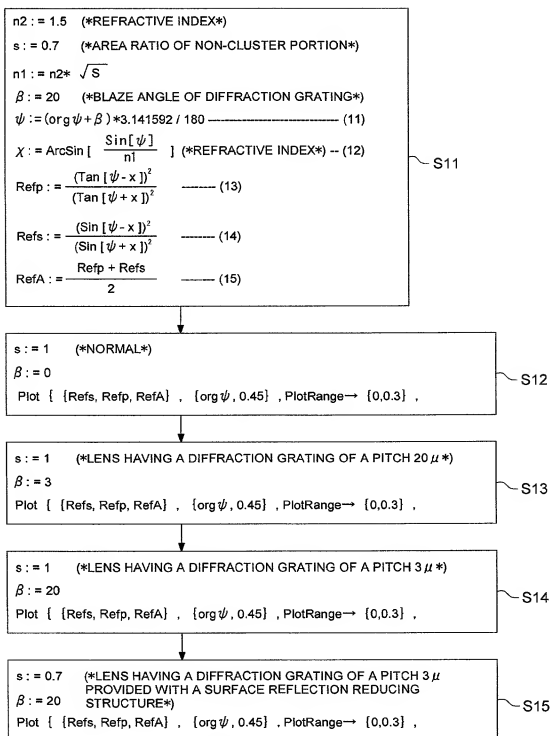 n2 : = 1.5 (*REFRACTIVE INDEX*)
s : = 0.7 (*AREA RATIO OF NON-CLUSTER PORTION*)
n1 : = n2* √S
β : = 20 (*BLAZE ANGLE OF DIFFRACTION GRATING*)
ψ := (org ψ + β ) *3.141592 / 180 ---------- (11)
χ : = ArcSin [ Sin[ψ] / n1 ] (*REFRACTIVE INDEX*) -- (12)
Refp : = (Tan [ψ - x ])² / (Tan [ψ + x ])² -------- (13)
Refs : = (Sin [ψ - x ])² / (Sin [ψ + x ])² -------- (14)
RefA : = Refp + Refs / 2 -------- (15)
S11
s : = 1 (*NORMAL*)
β : = 0
Plot { {Refs, Refp, RefA} , {org ψ, 0.45} , PlotRange→ {0,0.3} ,
S12
s : = 1 (*LENS HAVING A DIFFRACTION GRATING OF A PITCH 20 μ *)
β : = 3
Plot { {Refs, Refp, RefA} , {org ψ, 0.45} , PlotRange→ {0,0.3} ,
S13
s : = 1 (*LENS HAVING A DIFFRACTION GRATING OF A PITCH 3 μ *)
β : = 20
Plot { {Refs, Refp, RefA} , {org ψ, 0.45} , PlotRange→ {0,0.3} ,
S14
s : = 0.7 (*LENS HAVING A DIFFRACTION GRATING OF A PITCH 3 μ
PROVIDED WITH A SURFACE REFLECTION REDUCING
β : = 20 STRUCTURE*)
Plot { {Refs, Refp, RefA} , {org ψ, 0.45} , PlotRange→ {0,0.3} ,
S15